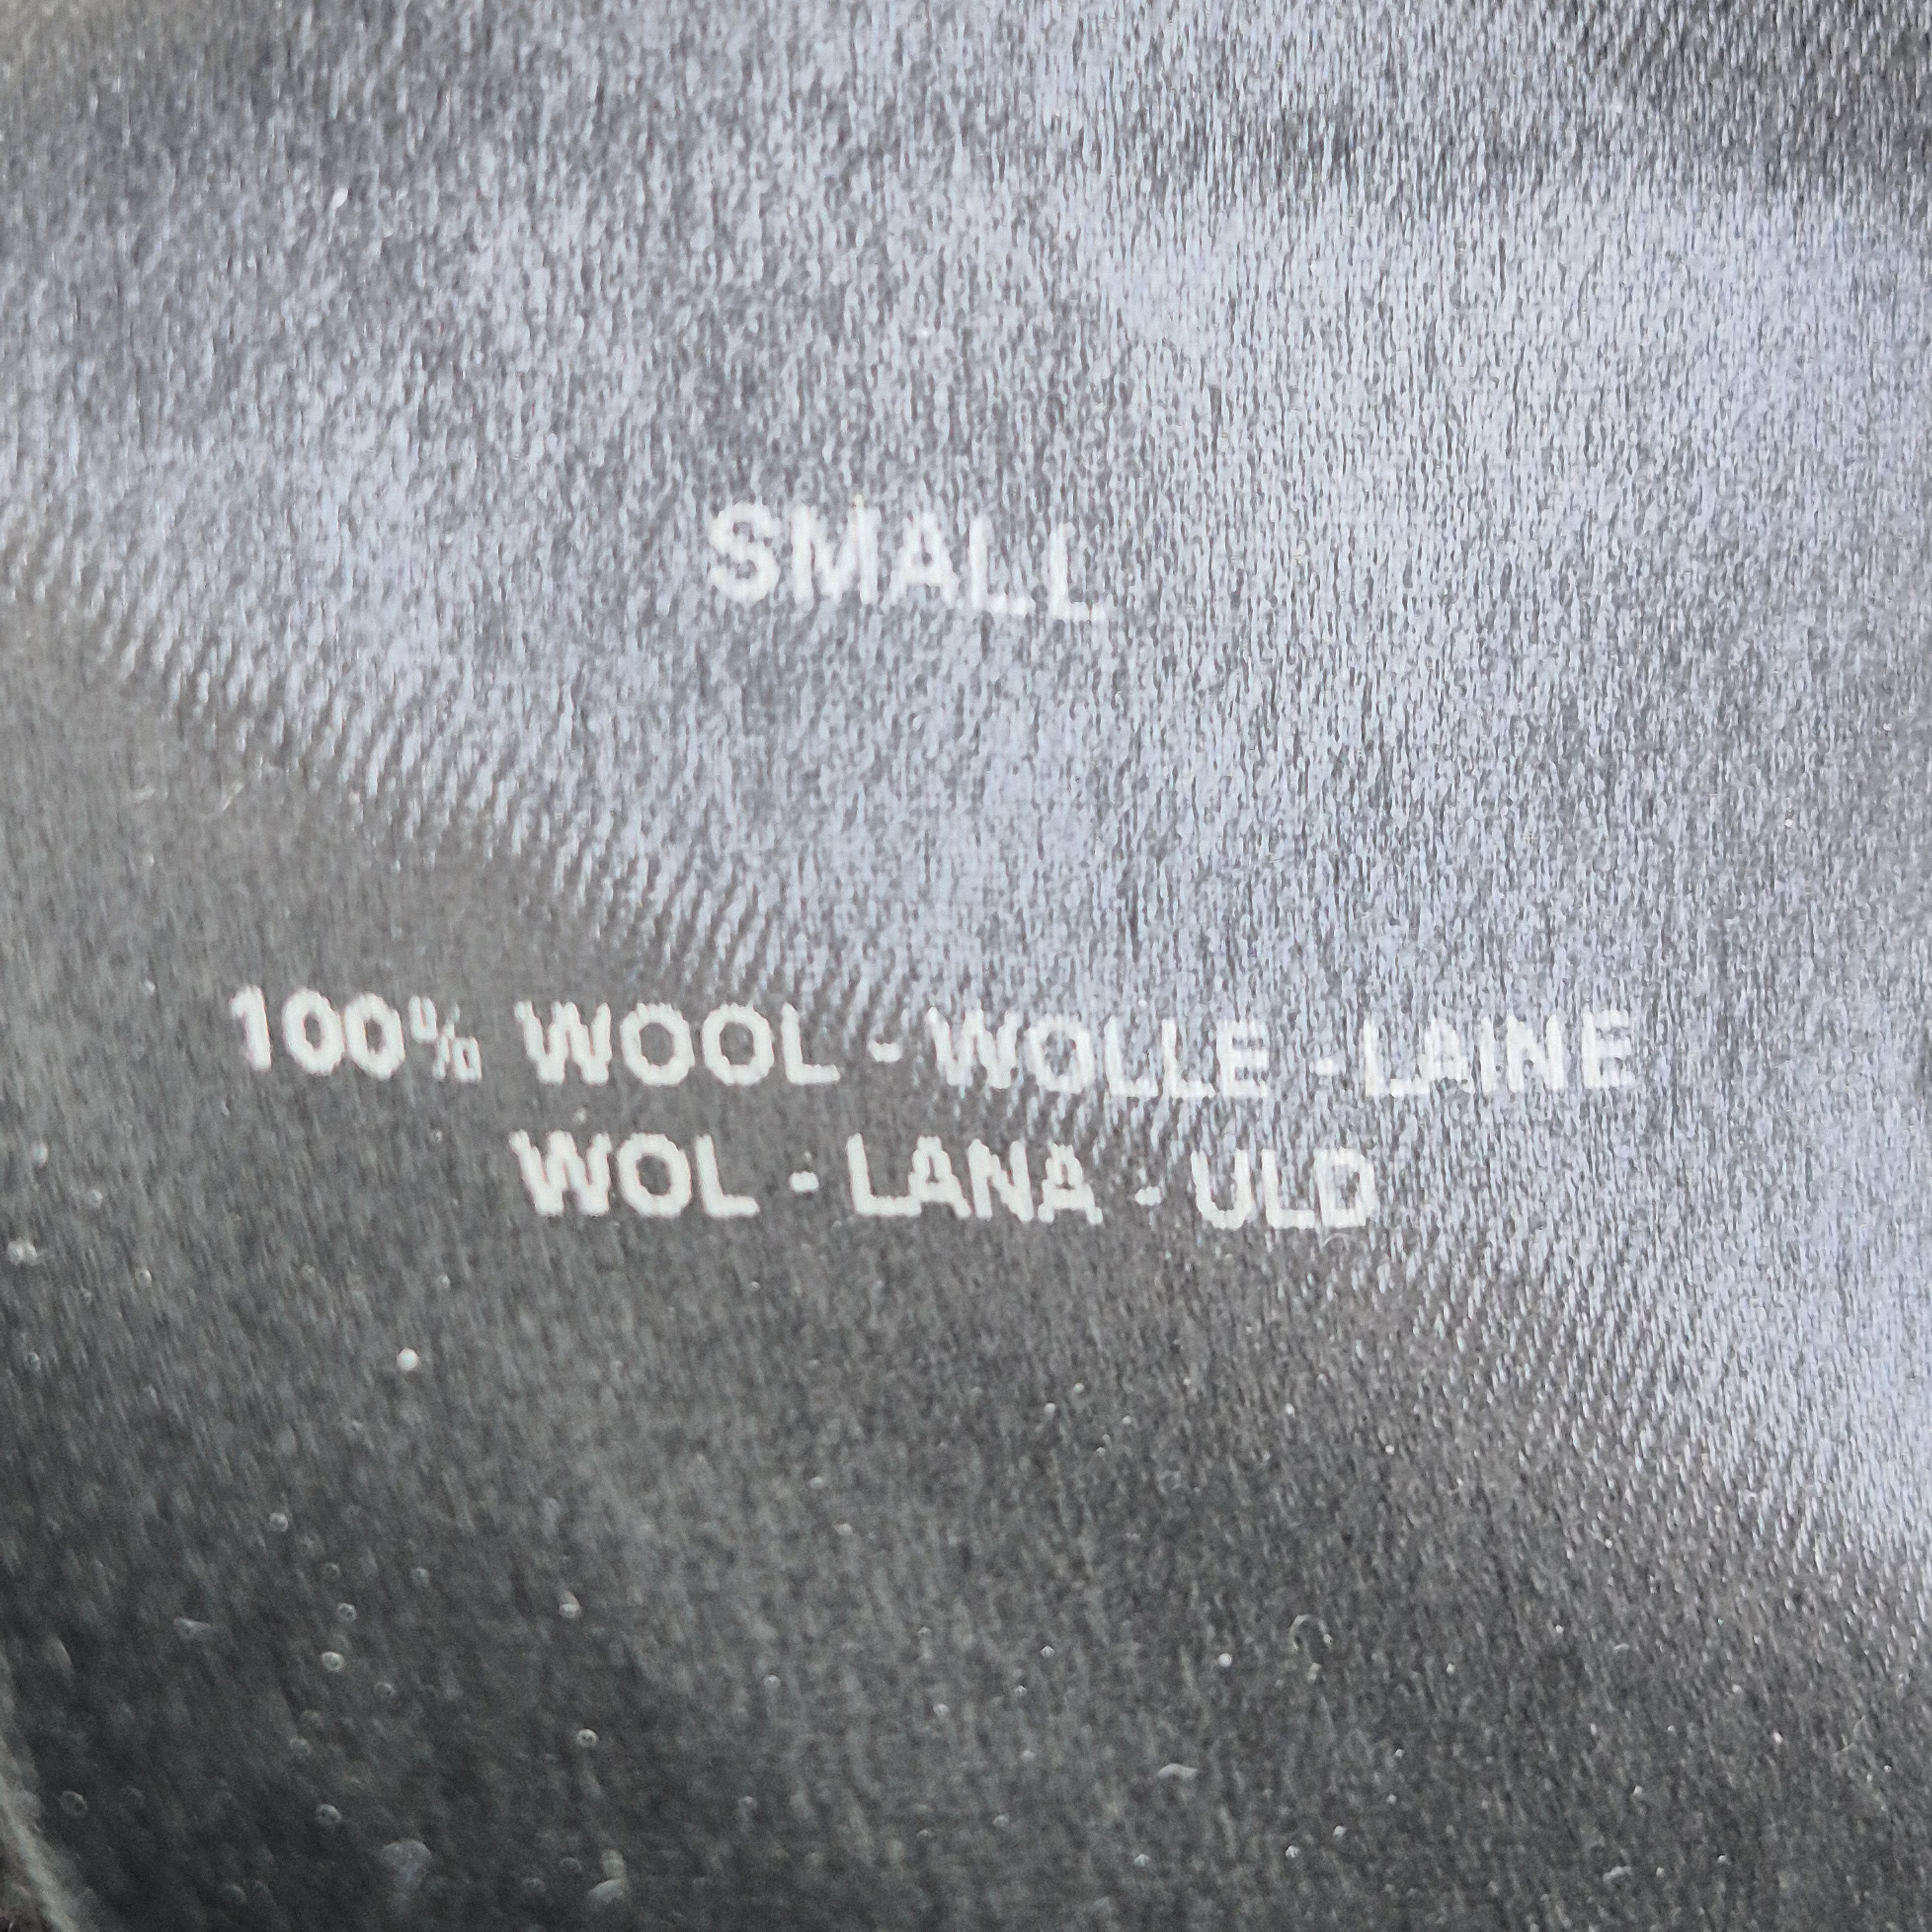 SMALL
100% WOOL - WOLLE - LAINE
WOL - LANA - ULD